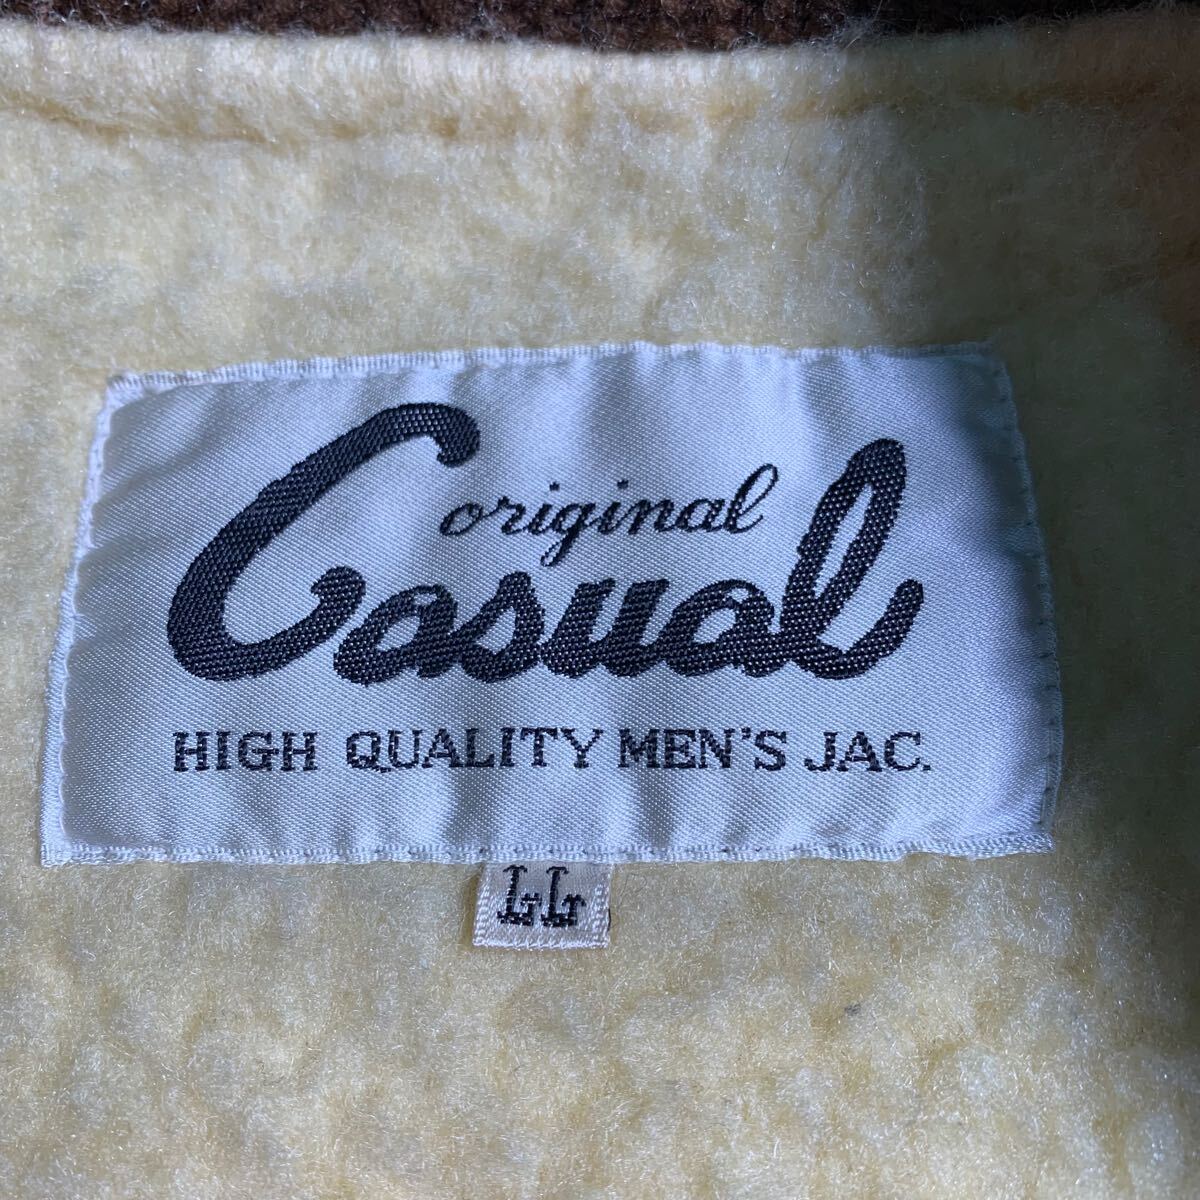 original
Casual
HIGH QUALITY MEN'S JAC.
LL